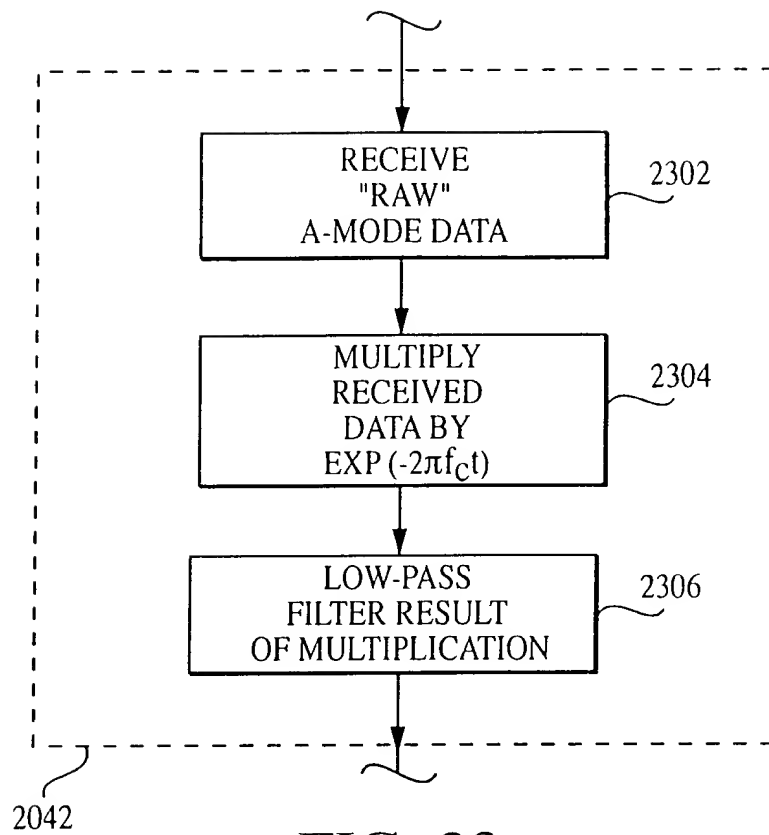 RECEIVE
"RAW"
A-MODE DATA
2302
MULTIPLY
RECEIVED
DATA BY
EXP (-2πfCt)
2304
LOW-PASS
FILTER RESULT
OF MULTIPLICATION
2306
2042